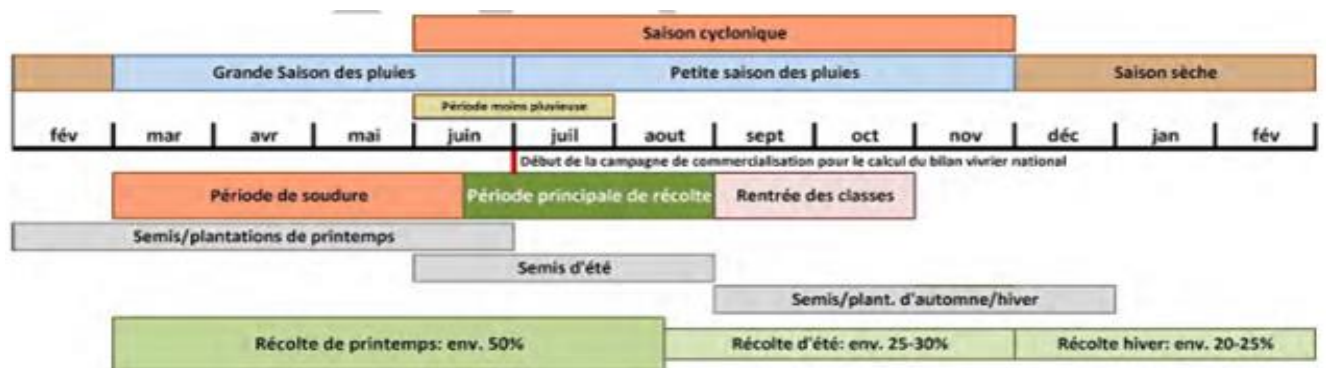 Saison cyclonique
Grande Saison des pluies Petite saison des pluies Saison sèche
Période moins pluvieuse
fév mar avr mai juin juil aout sept oct nov déc jan fév
Début de la campagne de commercialisation pour le calcul du bilan vivrier national
Période de soudure Période principale de récolte Rentrée des classes
Semis/plantations de printemps
Semis d'été
Semis/plant. d'automne/hiver
Récolte de printemps: env. 50% Récolte d'été: env. 25-30% Récolte hiver: env. 20-25%